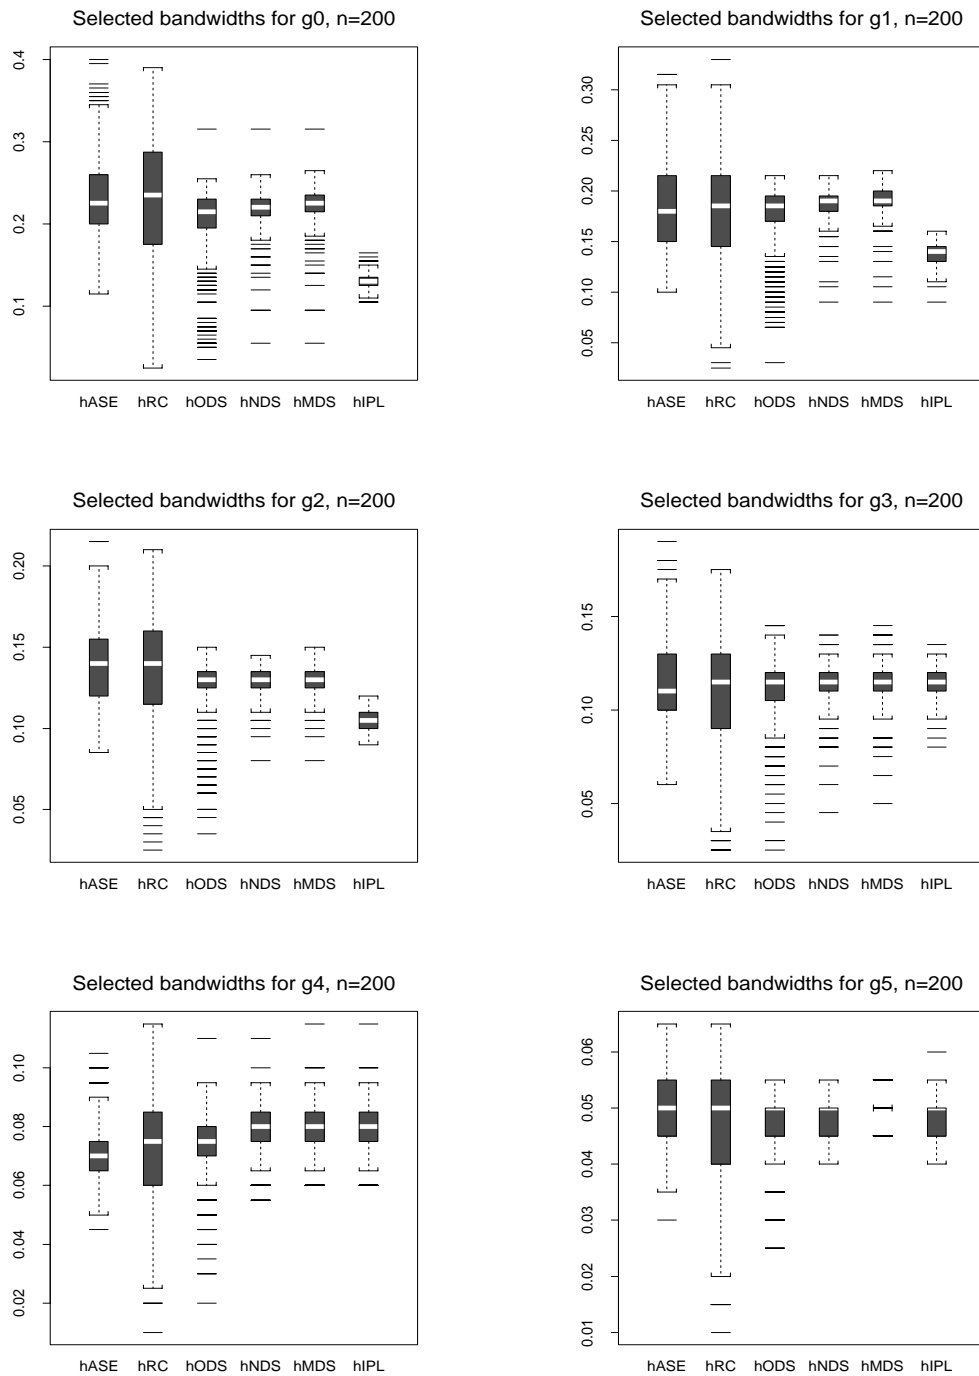 Selected bandwidths for g0, n=200
0.4
0.3
0.2
0.1
hASE hRC hODS hNDS hMDS hIPL
Selected bandwidths for g1, n=200
0.30
0.25
0.20
0.15
0.10
0.05
hASE hRC hODS hNDS hMDS hIPL
Selected bandwidths for g2, n=200
0.20
0.15
0.10
0.05
hASE hRC hODS hNDS hMDS hIPL
Selected bandwidths for g3, n=200
0.15
0.10
0.05
hASE hRC hODS hNDS hMDS hIPL
Selected bandwidths for g4, n=200
0.10
0.08
0.06
0.04
0.02
hASE hRC hODS hNDS hMDS hIPL
Selected bandwidths for g5, n=200
0.06
0.05
0.04
0.03
0.02
0.01
hASE hRC hODS hNDS hMDS hIPL